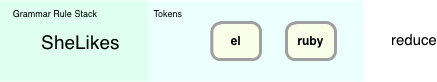 Grammar Rule Stack
Tokens
SheLikes
el
ruby
reduce